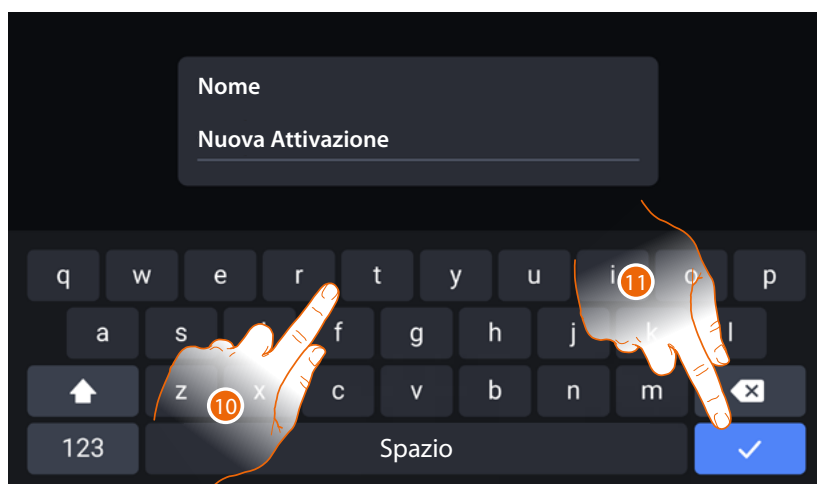 Nome
Nuova Attivazione
q w e r t y u i o p
11
a s f g h j k l
z x c v b n m
10
123 Spazio